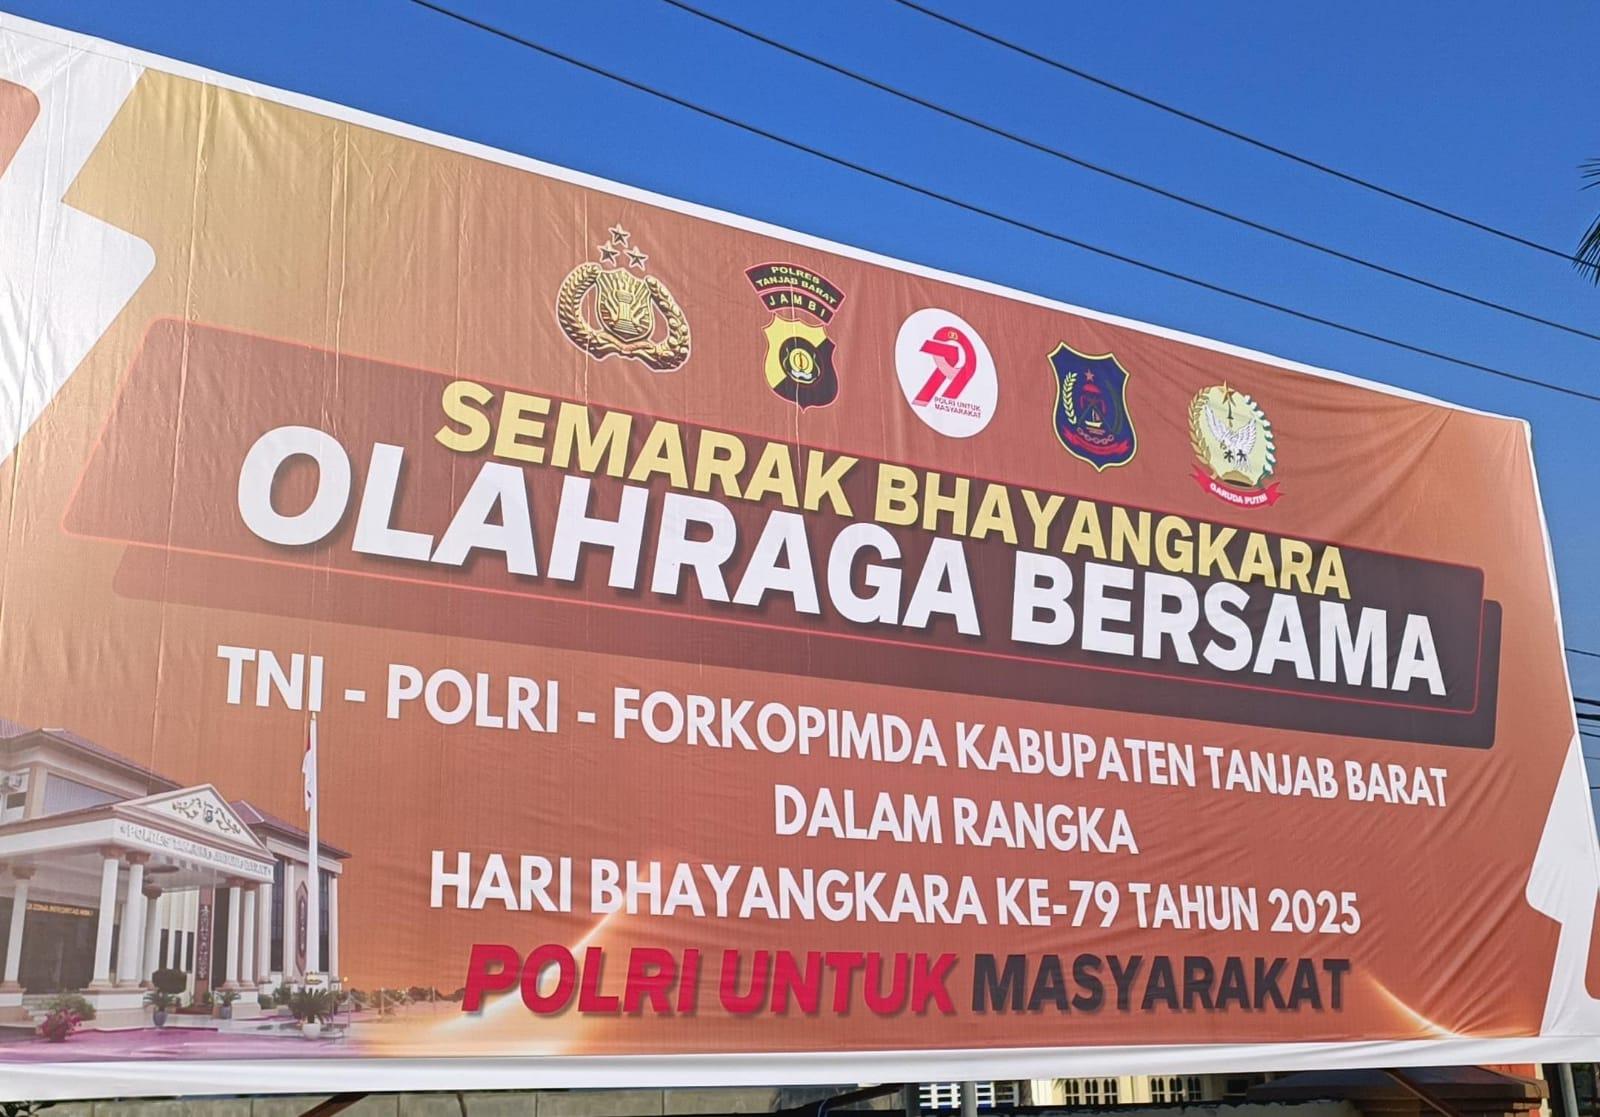 POLRES
TANJAB BARAT
JAMBI
POLRI UNTUK
MASYARAKAT
GARUDA PUTIH
SEMARAK BHAYANGKARA
OLAHRAGA BERSAMA
TNI - POLRI - FORKOPIMDA KABUPATEN TANJAB BARAT
DALAM RANGKA
HARI BHAYANGKARA KE-79 TAHUN 2025
POLRI UNTUK MASYARAKAT